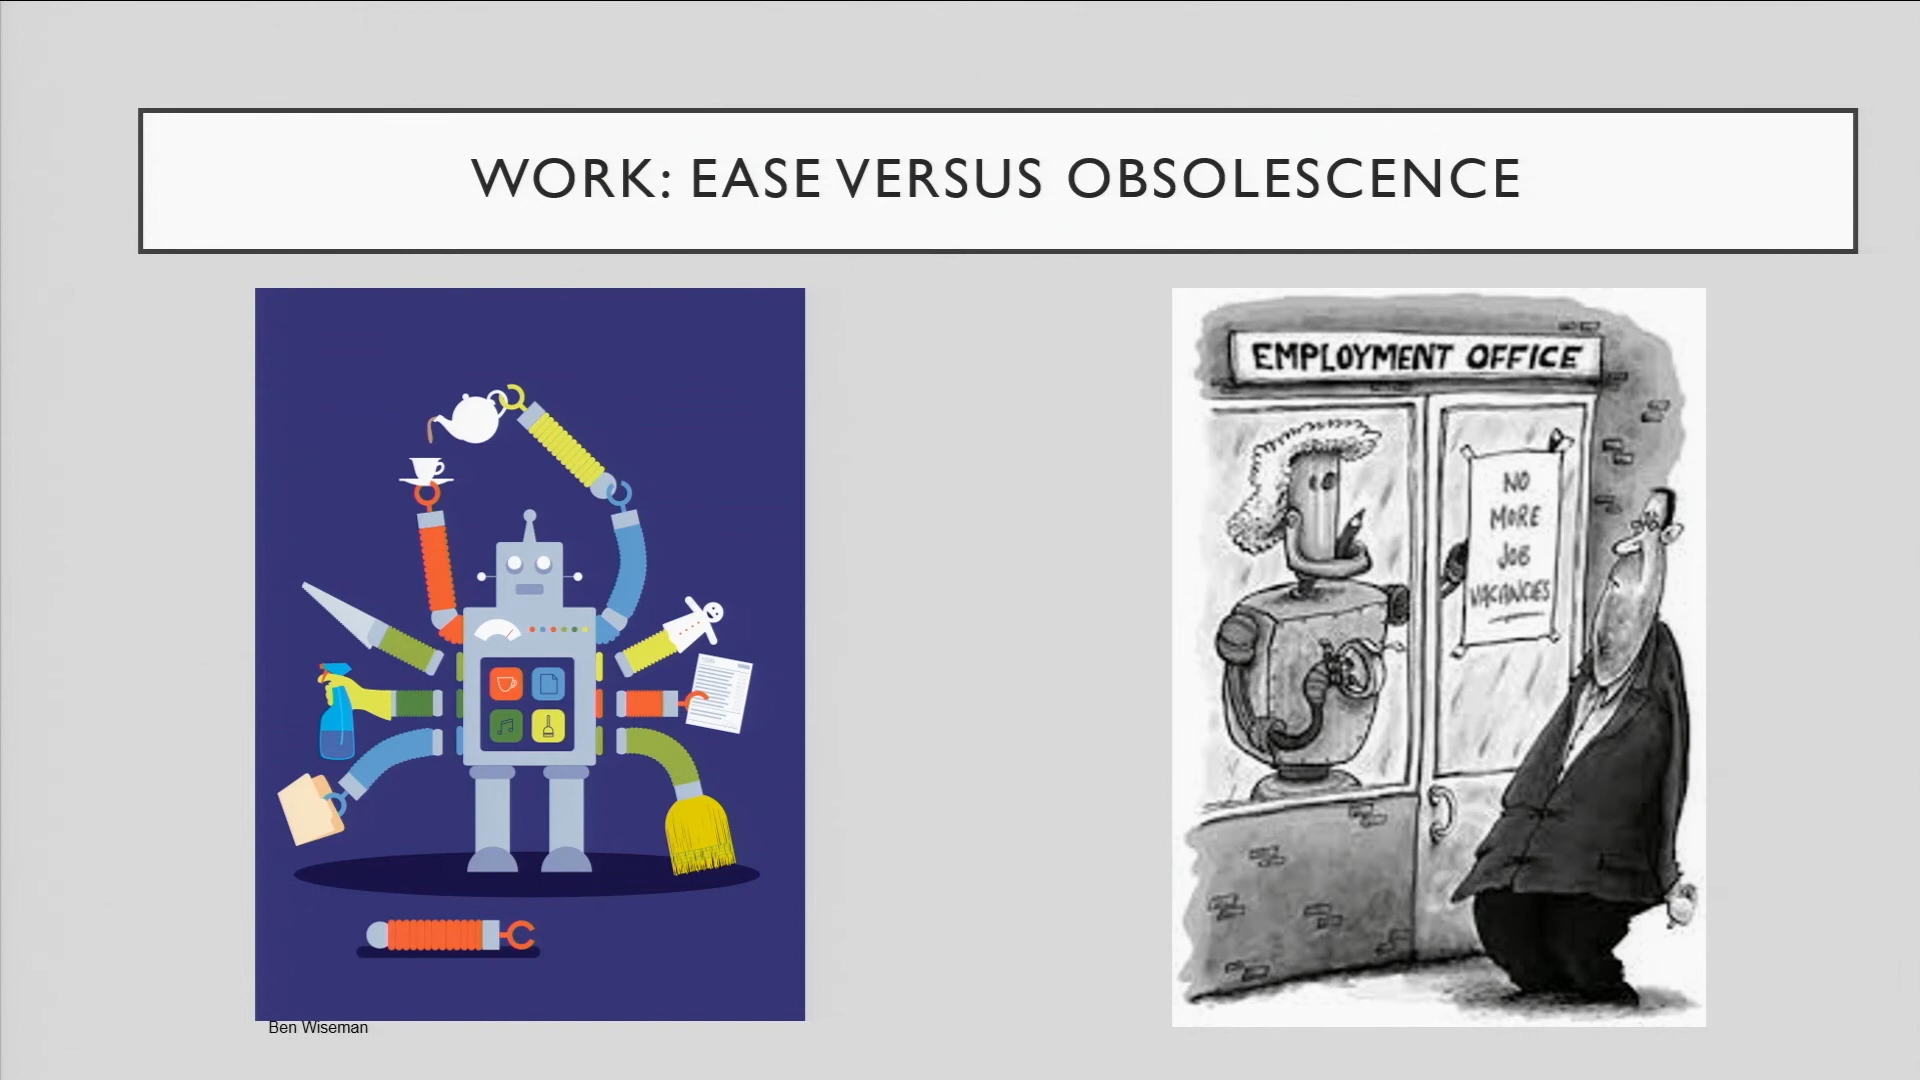 WORK: EASE VERSUS OBSOLESCENCE
EMPLOYMENT OFFICE
NO
MORE
JOB
VACANCIES
Ben Wiseman